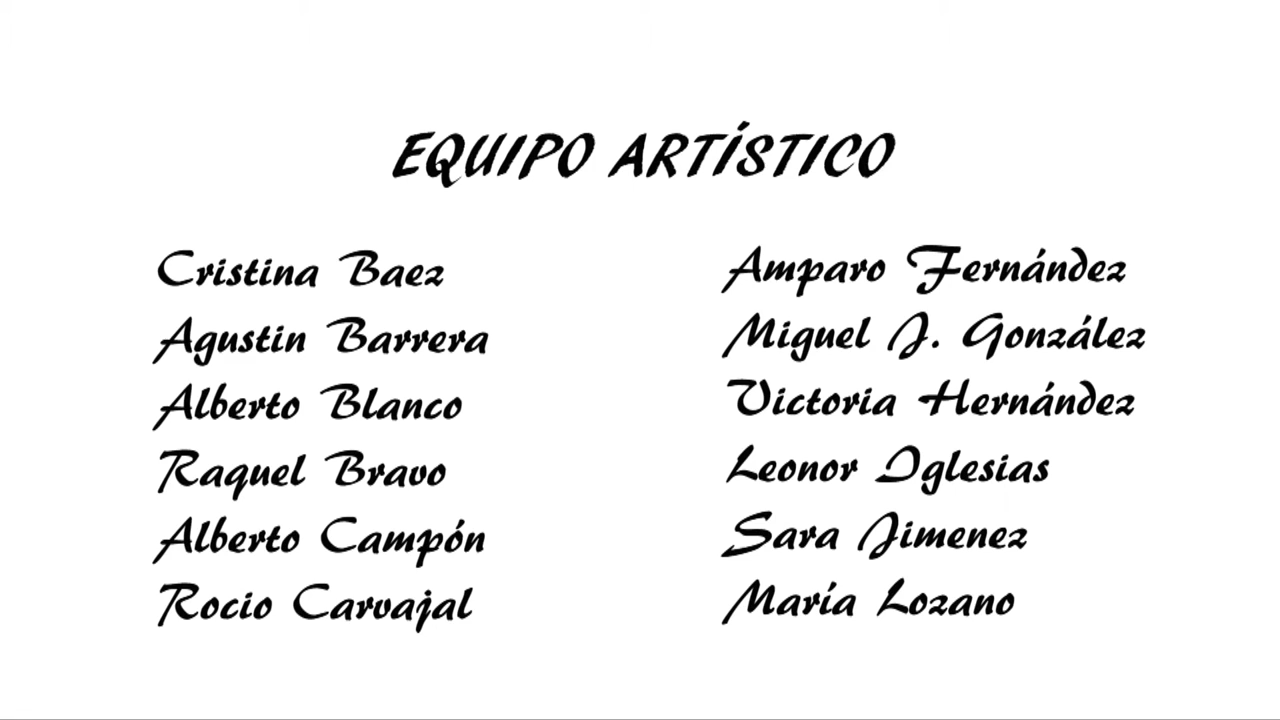 EQUIPO ARTÍSTICO
Cristina Baez
Agustin Barrera
Alberto Blanco
Raquel Bravo
Alberto Campón
Rocio Carvajal
Amparo Fernández
Miguel J. González
Victoria Hernández
Leonor Iglesias
Sara Jimenez
María Lozano